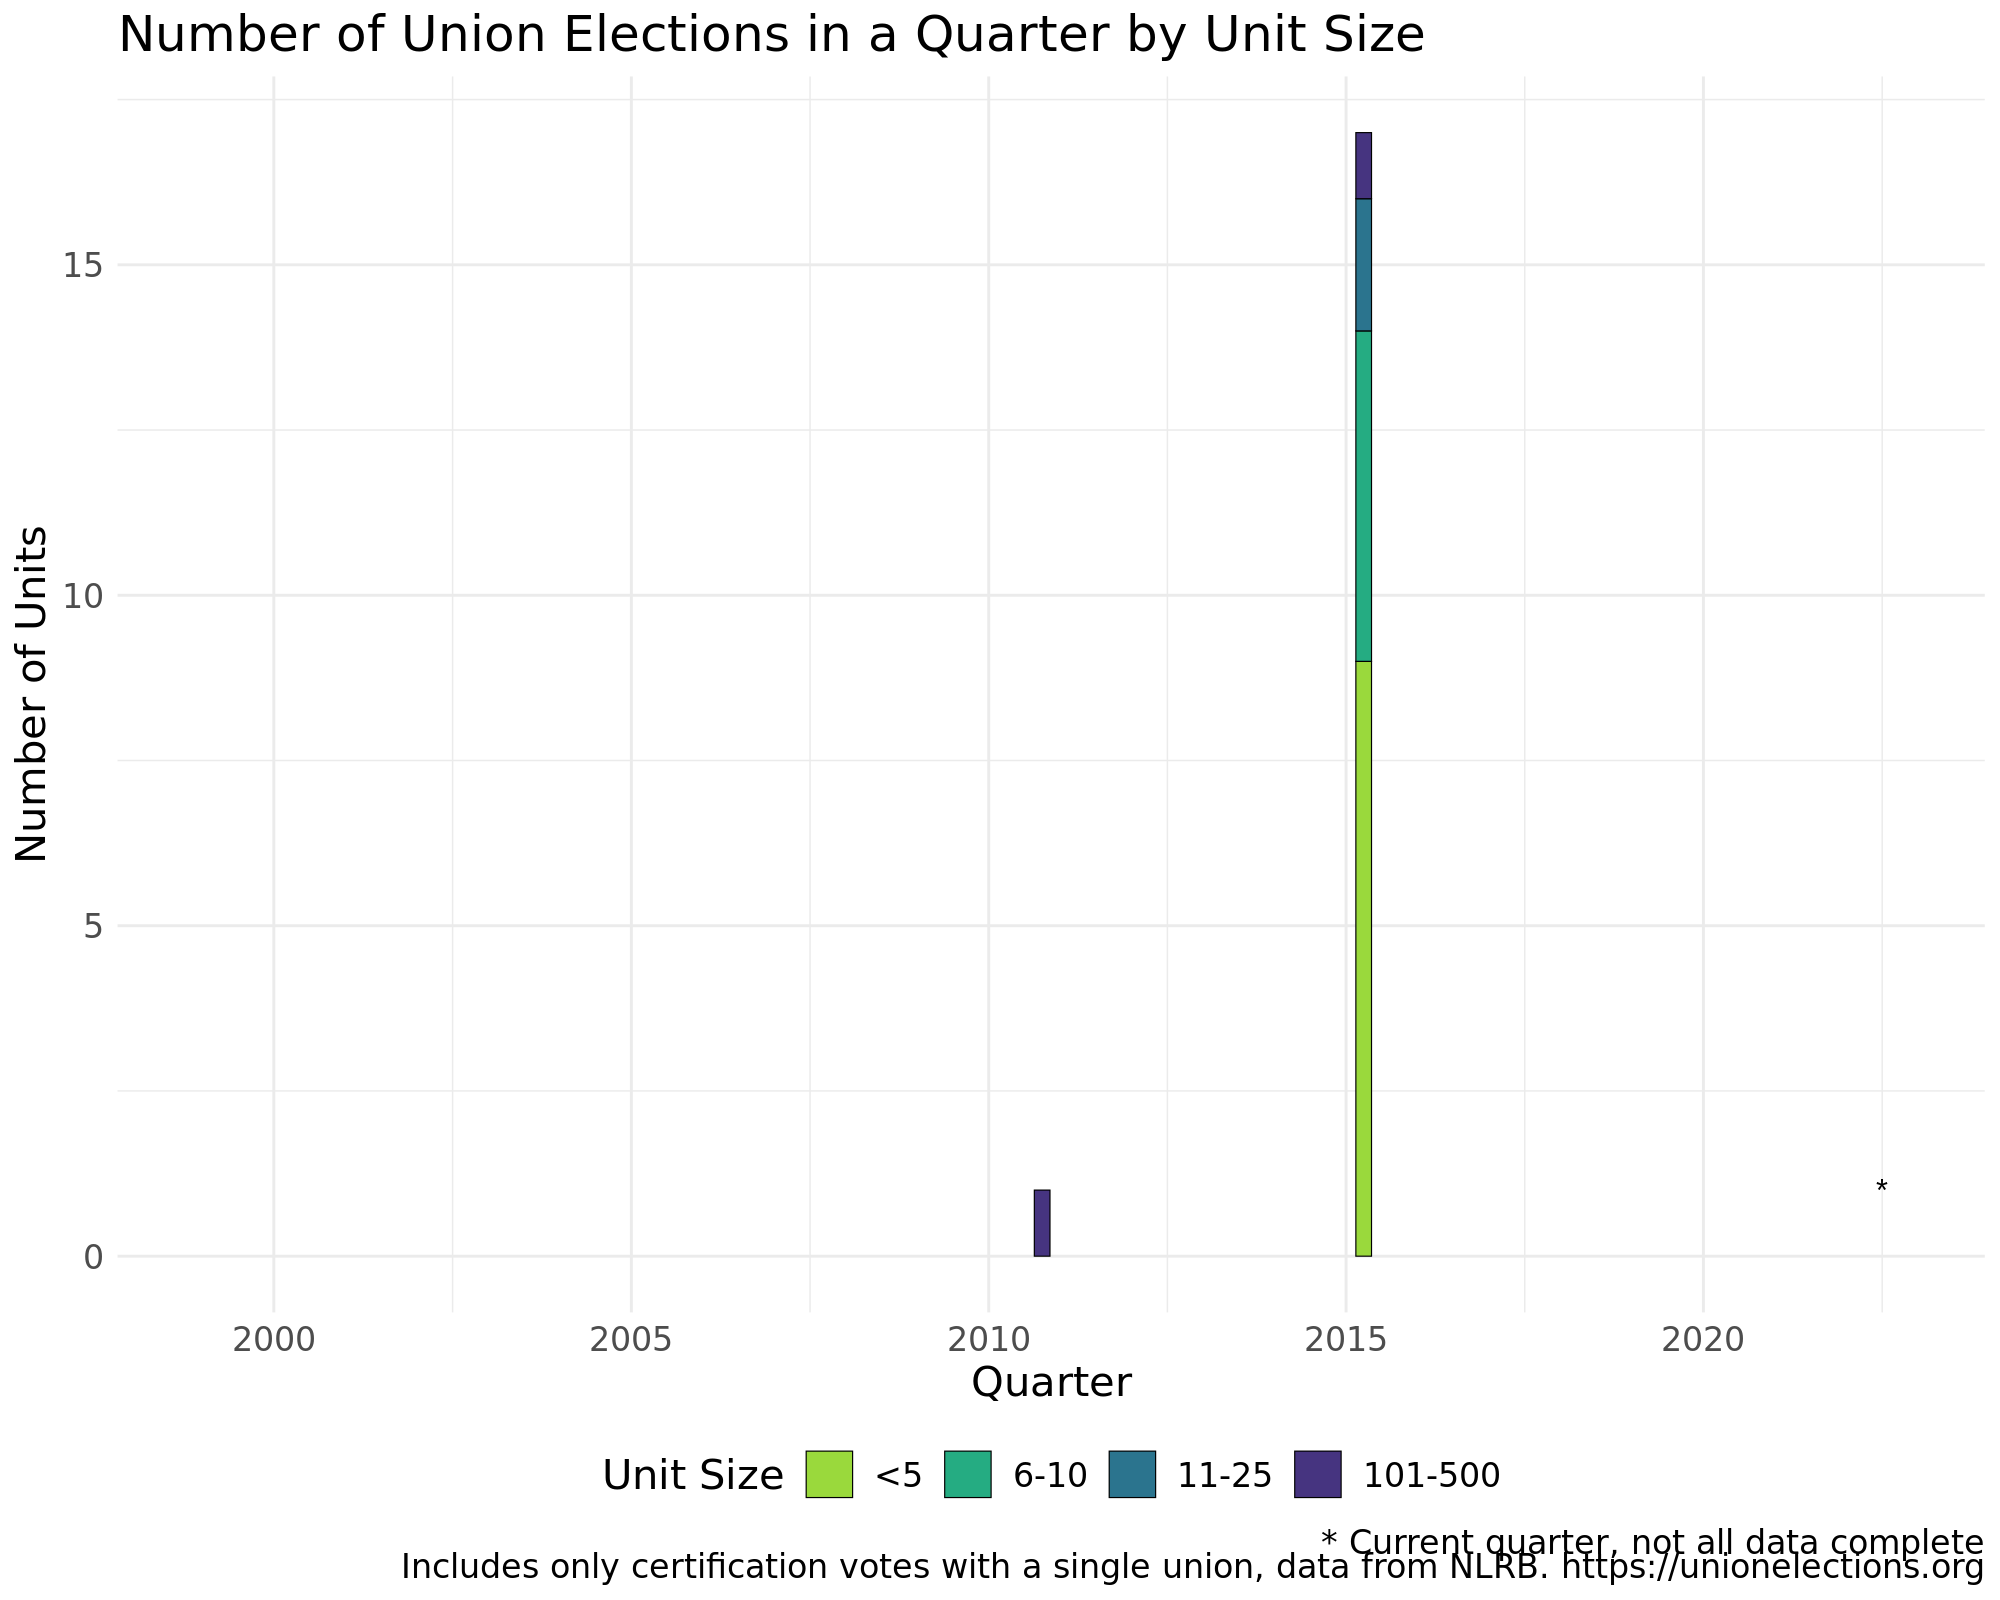 Number of Union Elections in a Quarter by Unit Size
Number of Units
15
10
5
0
*
2000 2005 2010 2015 2020
Quarter
Unit Size <5 6-10 11-25 101-500
* Current quarter, not all data complete
Includes only certification votes with a single union, data from NLRB. https://unionelections.org